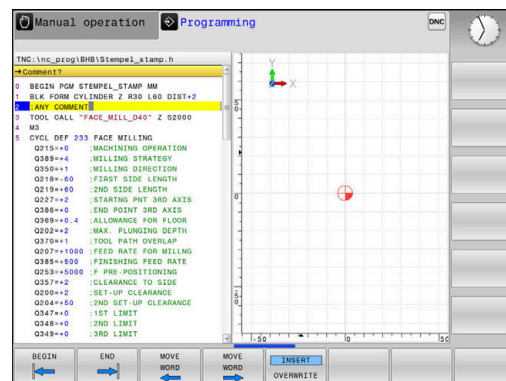 Manual operation
Programming
DNC
TNC:\nc_prog\BHB\Stempel_stamp.h
→Comment?
0 BEGIN PGM STEMPEL_STAMP MM
1 BLK FORM CYLINDER Z R30 L60 DIST+2
2 ;ANY COMMENT
3 TOOL CALL "FACE_MILL_D40" Z S2000
4 M3
5 CYCL DEF 233 FACE MILLING
Q215=+0 ;MACHINING OPERATION
Q389=+4 ;MILLING STRATEGY
Q350=+1 ;MILLING DIRECTION
Q218=-60 ;FIRST SIDE LENGTH
Q219=+60 ;2ND SIDE LENGTH
Q227=+2 ;STARTNG PNT 3RD AXIS
Q386=+0 ;END POINT 3RD AXIS
Q369=+0.4 ;ALLOWANCE FOR FLOOR
Q202=+2 ;MAX. PLUNGING DEPTH
Q370=+1 ;TOOL PATH OVERLAP
Q207=+1000 ;FEED RATE FOR MILLNG
Q385=+500 ;FINISHING FEED RATE
Q253=+5000 ;F PRE-POSITIONING
Q357=+2 ;CLEARANCE TO SIDE
Q200=+2 ;SET-UP CLEARANCE
Q204=+50 ;2ND SET-UP CLEARANCE
Q347=+0 ;1ST LIMIT
Q348=+0 ;2ND LIMIT
Q349=+0 ;3RD LIMIT
Y
X
0
-50
0
BEGIN
END
MOVE WORD
MOVE WORD
INSERT
OVERWRITE